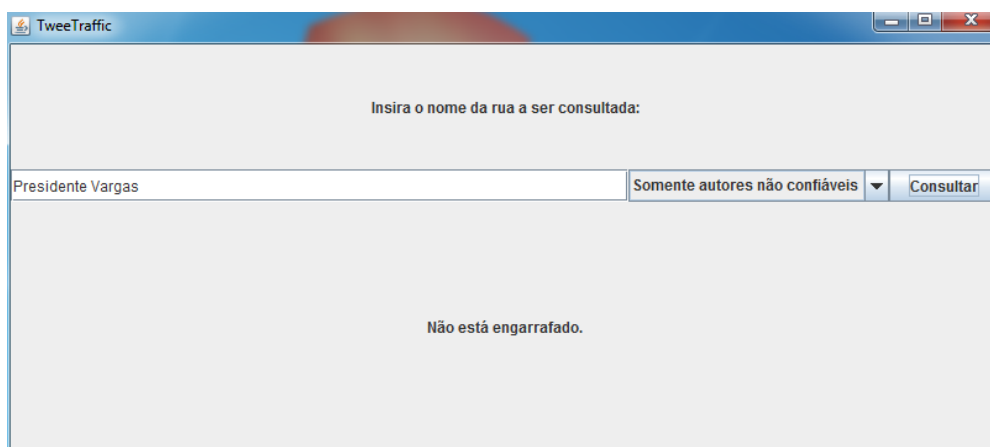 TweeTraffic
Insira o nome da rua a ser consultada:
Presidente Vargas Somente autores não confiáveis Consultar
Não está engarrafado.